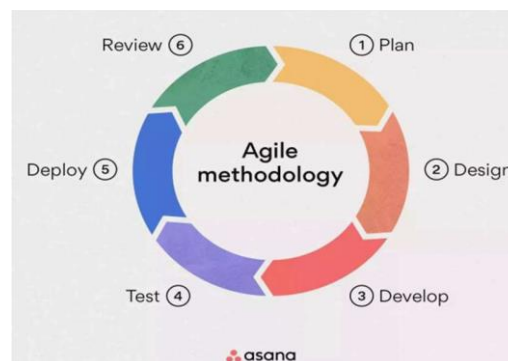 Agile
methodology
① Plan
② Design
③ Develop
Test ④
Deploy ⑤
Review ⑥
asana